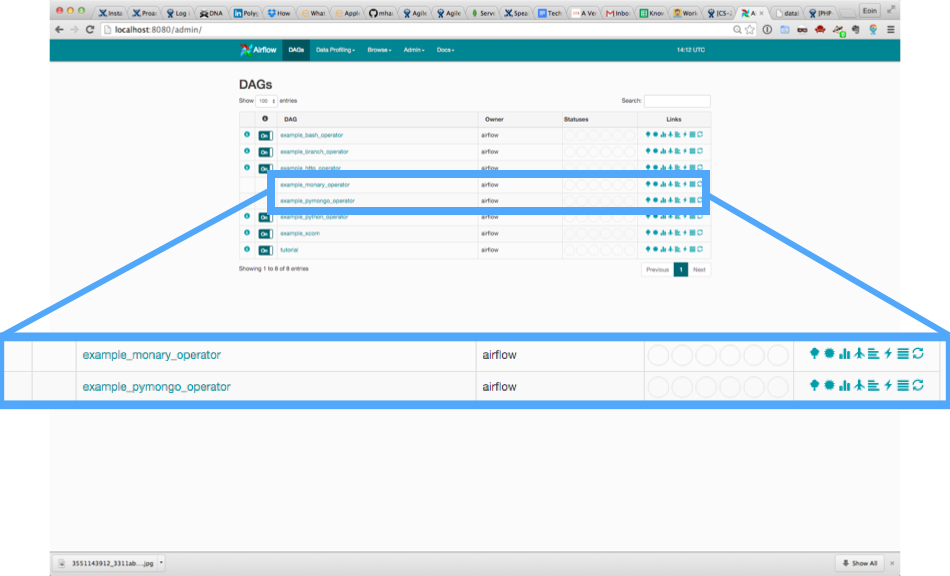 Insta
Proa
Log
DNA
Poly
How
What
Appl
mha
Agile
Agile
Serv
Spea
Tech
A Ve
Inbo
Know
Work
[CS-
A
data
[PHP
Eoin
localhost:8080/admin/
Airflow DAGs Data Profiling Browse Admin Docs 14:12 UTC
DAGs
Show 100 entries Search:
DAG Owner Statuses Links
On example_bash_operator airflow
On example_branch_operator airflow
On example_http_operator airflow
example_monary_operator airflow
example_pymongo_operator airflow
On example_python_operator airflow
On example_xcom airflow
On tutorial airflow
Showing 1 to 8 of 8 entries Previous 1 Next
example_monary_operator airflow
example_pymongo_operator airflow
3551143912_3311ab....jpg Show All